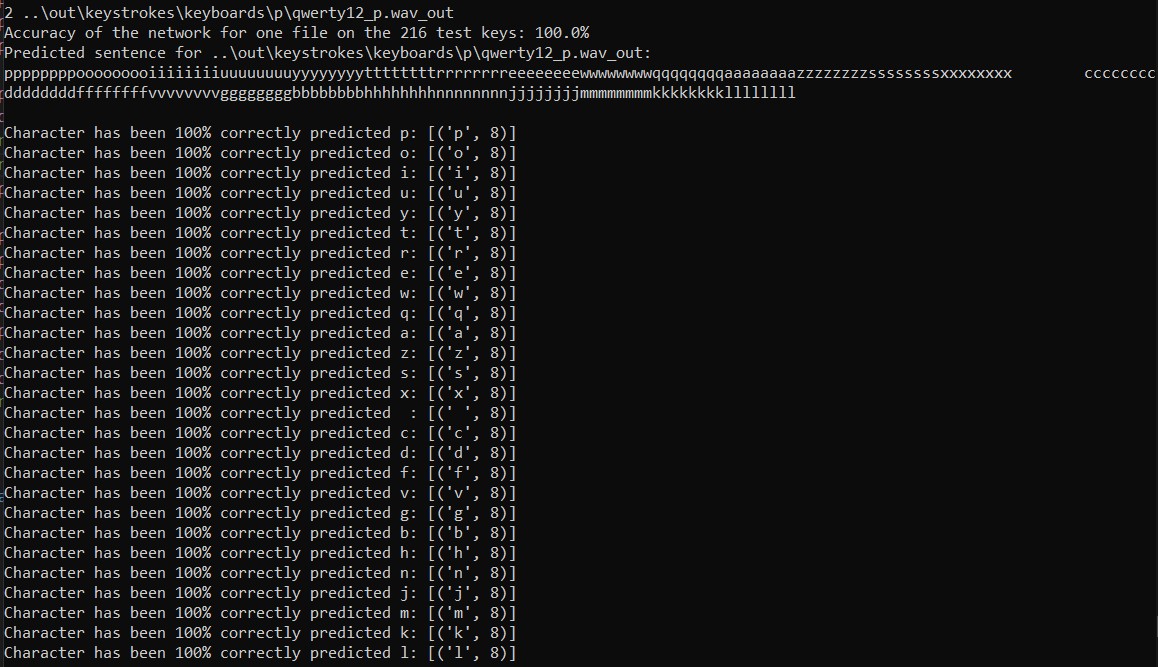 2 ..\out\keystrokes\keyboards\p\qwerty12_p.wav_out
Accuracy of the network for one file on the 216 test keys: 100.0%
Predicted sentence for ..\out\keystrokes\keyboards\p\qwerty12_p.wav_out:
ppppppppooooooooiiiiiiiiuuuuuuuuyyyyyyyyttttttttrrrrrrrreeeeeeeewwwwwwwwqqqqqqqqaaaaaaaazzzzzzzzssssssssxxxxxxxx        cccccccc
ddddddddffffffffvvvvvvvvggggggggbbbbbbbbhhhhhhhhnnnnnnnnjjjjjjjjmmmmmmmmkkkkkkkkllllllll
Character has been 100% correctly predicted p: [('p', 8)]
Character has been 100% correctly predicted o: [('o', 8)]
Character has been 100% correctly predicted i: [('i', 8)]
Character has been 100% correctly predicted u: [('u', 8)]
Character has been 100% correctly predicted y: [('y', 8)]
Character has been 100% correctly predicted t: [('t', 8)]
Character has been 100% correctly predicted r: [('r', 8)]
Character has been 100% correctly predicted e: [('e', 8)]
Character has been 100% correctly predicted w: [('w', 8)]
Character has been 100% correctly predicted q: [('q', 8)]
Character has been 100% correctly predicted a: [('a', 8)]
Character has been 100% correctly predicted z: [('z', 8)]
Character has been 100% correctly predicted s: [('s', 8)]
Character has been 100% correctly predicted x: [('x', 8)]
Character has been 100% correctly predicted  : [(' ', 8)]
Character has been 100% correctly predicted c: [('c', 8)]
Character has been 100% correctly predicted d: [('d', 8)]
Character has been 100% correctly predicted f: [('f', 8)]
Character has been 100% correctly predicted v: [('v', 8)]
Character has been 100% correctly predicted g: [('g', 8)]
Character has been 100% correctly predicted b: [('b', 8)]
Character has been 100% correctly predicted h: [('h', 8)]
Character has been 100% correctly predicted n: [('n', 8)]
Character has been 100% correctly predicted j: [('j', 8)]
Character has been 100% correctly predicted m: [('m', 8)]
Character has been 100% correctly predicted k: [('k', 8)]
Character has been 100% correctly predicted l: [('l', 8)]